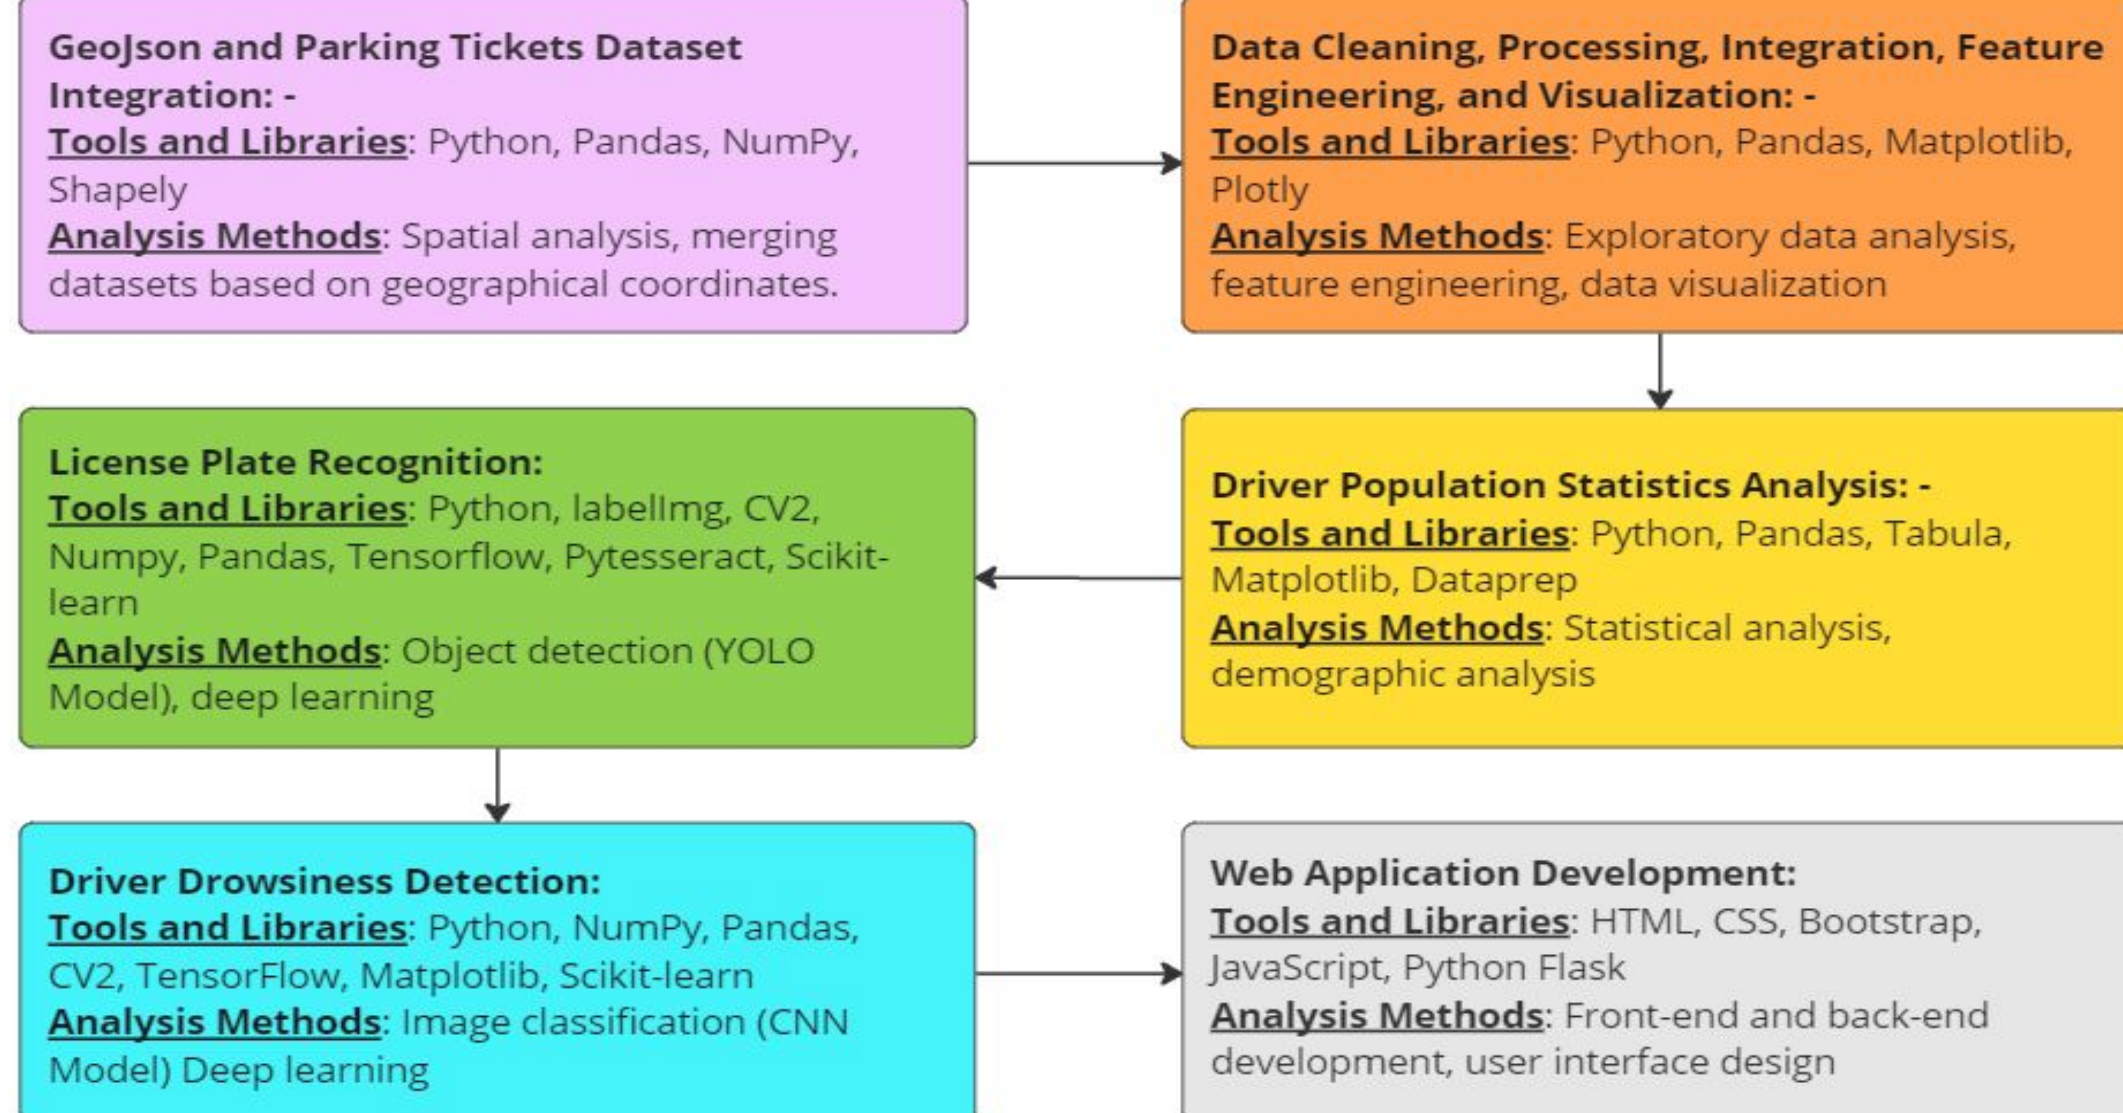 GeoJson and Parking Tickets Dataset
Integration: -
Tools and Libraries: Python, Pandas, NumPy,
Shapely
Analysis Methods: Spatial analysis, merging
datasets based on geographical coordinates.
Data Cleaning, Processing, Integration, Feature
Engineering, and Visualization: -
Tools and Libraries: Python, Pandas, Matplotlib,
Plotly
Analysis Methods: Exploratory data analysis,
feature engineering, data visualization
Driver Population Statistics Analysis: -
Tools and Libraries: Python, Pandas, Tabula,
Matplotlib, Dataprep
Analysis Methods: Statistical analysis,
demographic analysis
License Plate Recognition:
Tools and Libraries: Python, labelImg, CV2,
Numpy, Pandas, Tensorflow, Pytesseract, Scikit-
learn
Analysis Methods: Object detection (YOLO
Model), deep learning
Driver Drowsiness Detection:
Tools and Libraries: Python, NumPy, Pandas,
CV2, TensorFlow, Matplotlib, Scikit-learn
Analysis Methods: Image classification (CNN
Model) Deep learning
Web Application Development:
Tools and Libraries: HTML, CSS, Bootstrap,
JavaScript, Python Flask
Analysis Methods: Front-end and back-end
development, user interface design